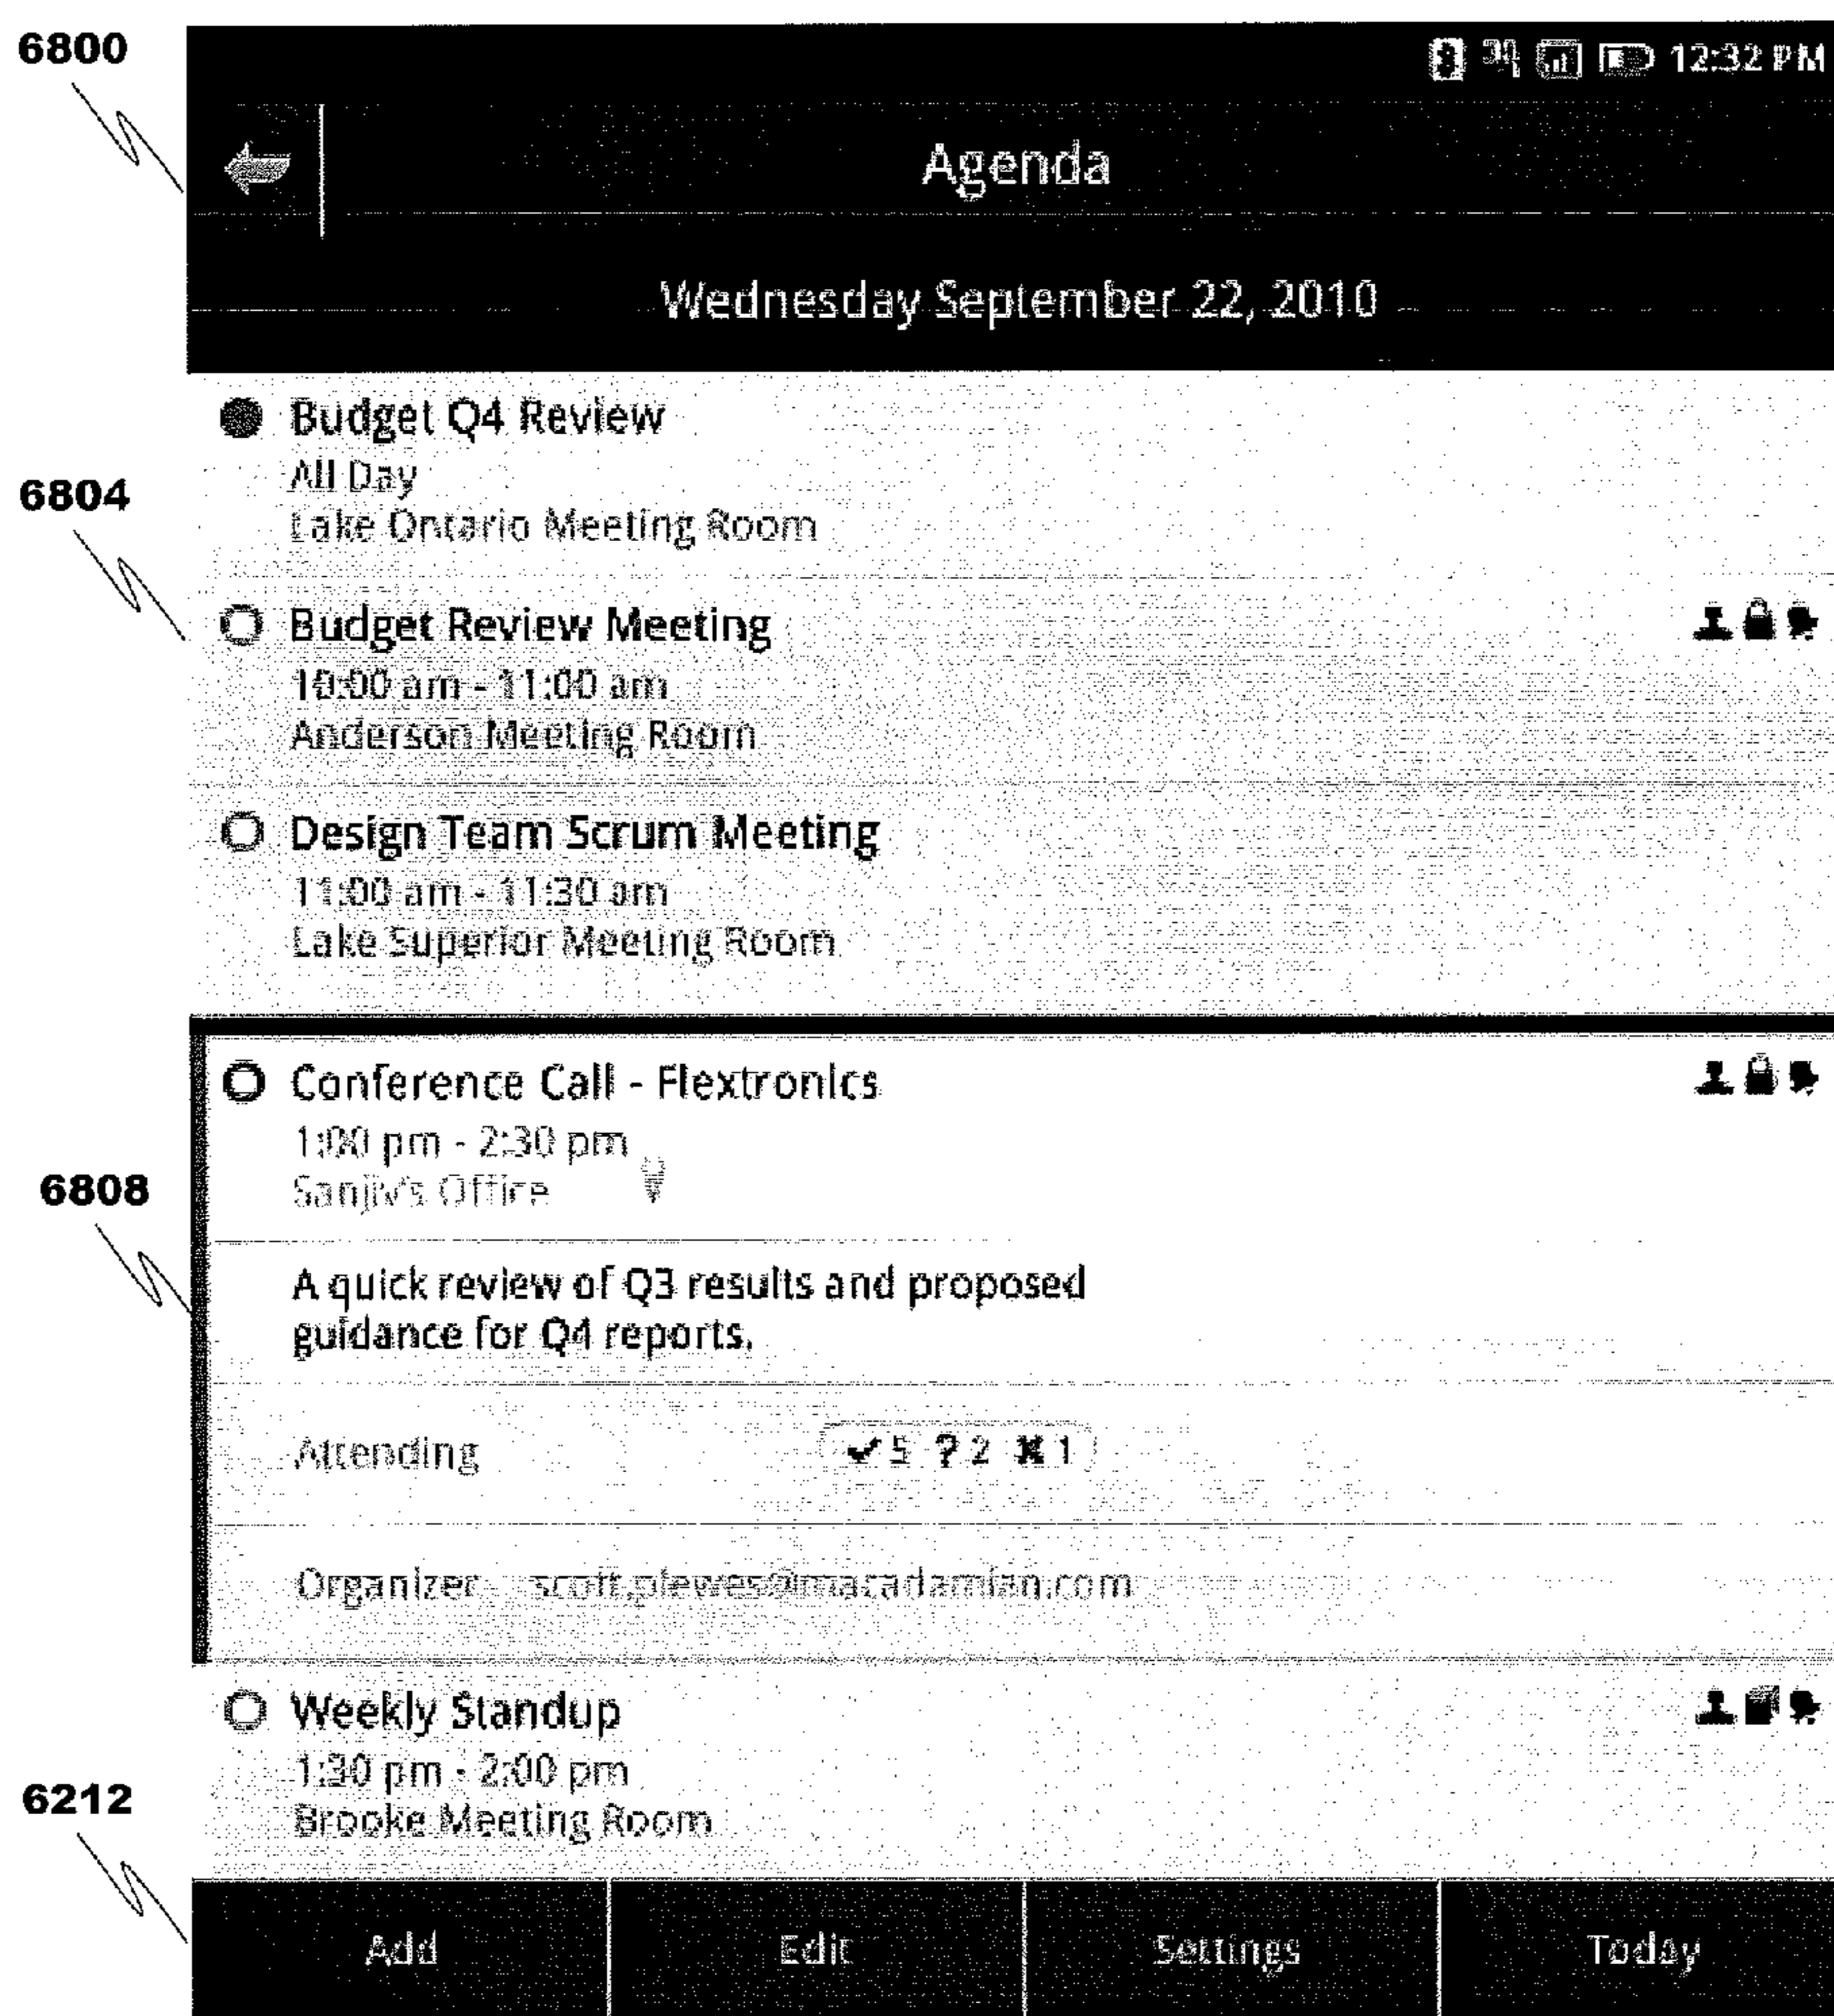 6800
12:32 PM
Agenda
Wednesday September 22, 2010
Budget Q4 Review
All Day
6804
Lake Ontario Meeting Room
Budget Review Meeting
10:00 am - 11:00 am
Anderson Meeting Room
Design Team Scrum Meeting
11:00 am - 11:30 am
Lake Superior Meeting Room
Conference Call - Flextronics
1:00 pm - 2:30 pm
6808
Sanjiv's Office
A quick review of Q3 results and proposed
guidance for Q4 reports.
Attending ✔ 5 ? 2 ✖ 1
Organizer scott.plewes@macadamian.com
Weekly Standup
1:30 pm - 2:00 pm
6212
Brooke Meeting Room
Add Edit Settings Today